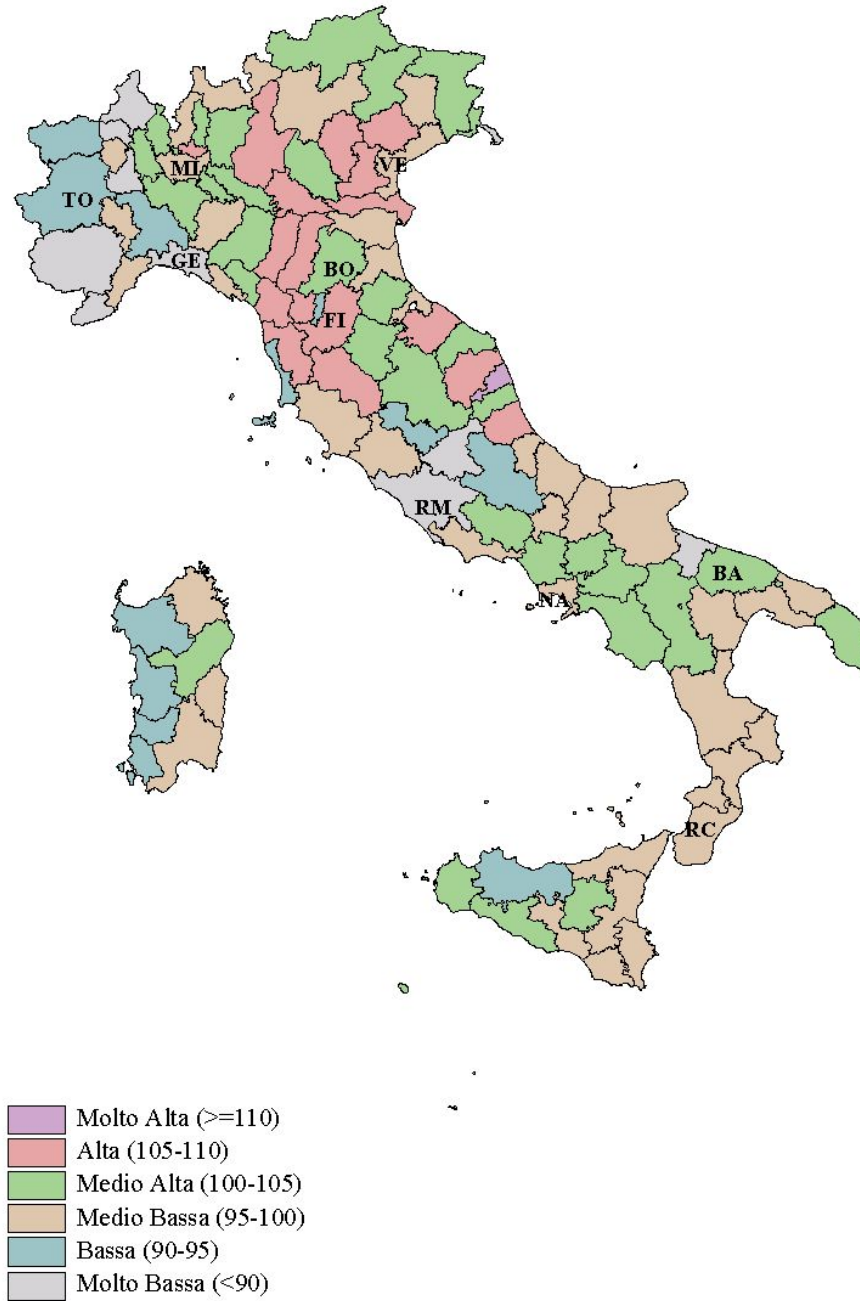 MI
VE
TO
GE
BO
FI
RM
BA
NA
RC
Molto Alta (>=110)
Alta (105-110)
Medio Alta (100-105)
Medio Bassa (95-100)
Bassa (90-95)
Molto Bassa (<90)